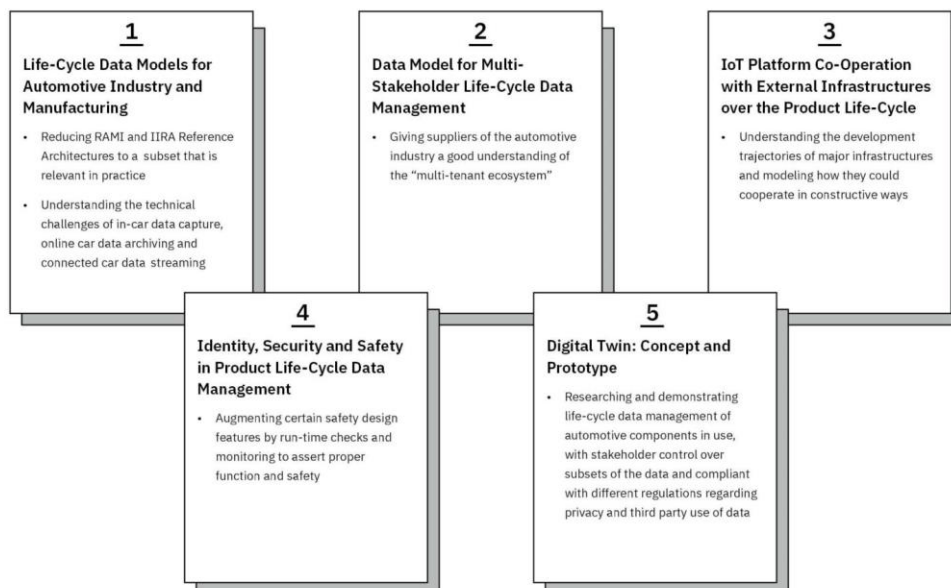 1
Life-Cycle Data Models for
Automotive Industry and
Manufacturing
• Reducing RAMI and IIRA Reference
Architectures to a subset that is
relevant in practice
• Understanding the technical
challenges of in-car data capture,
online car data archiving and
connected car data streaming
2
Data Model for Multi-
Stakeholder Life-Cycle Data
Management
• Giving suppliers of the automotive
industry a good understanding of
the “multi-tenant ecosystem”
3
IoT Platform Co-Operation
with External Infrastructures
over the Product Life-Cycle
• Understanding the development
trajectories of major infrastructures
and modeling how they could
cooperate in constructive ways
4
Identity, Security and Safety
in Product Life-Cycle Data
Management
• Augmenting certain safety design
features by run-time checks and
monitoring to assert proper
function and safety
5
Digital Twin: Concept and
Prototype
• Researching and demonstrating
life-cycle data management of
automotive components in use,
with stakeholder control over
subsets of the data and compliant
with different regulations regarding
privacy and third party use of data